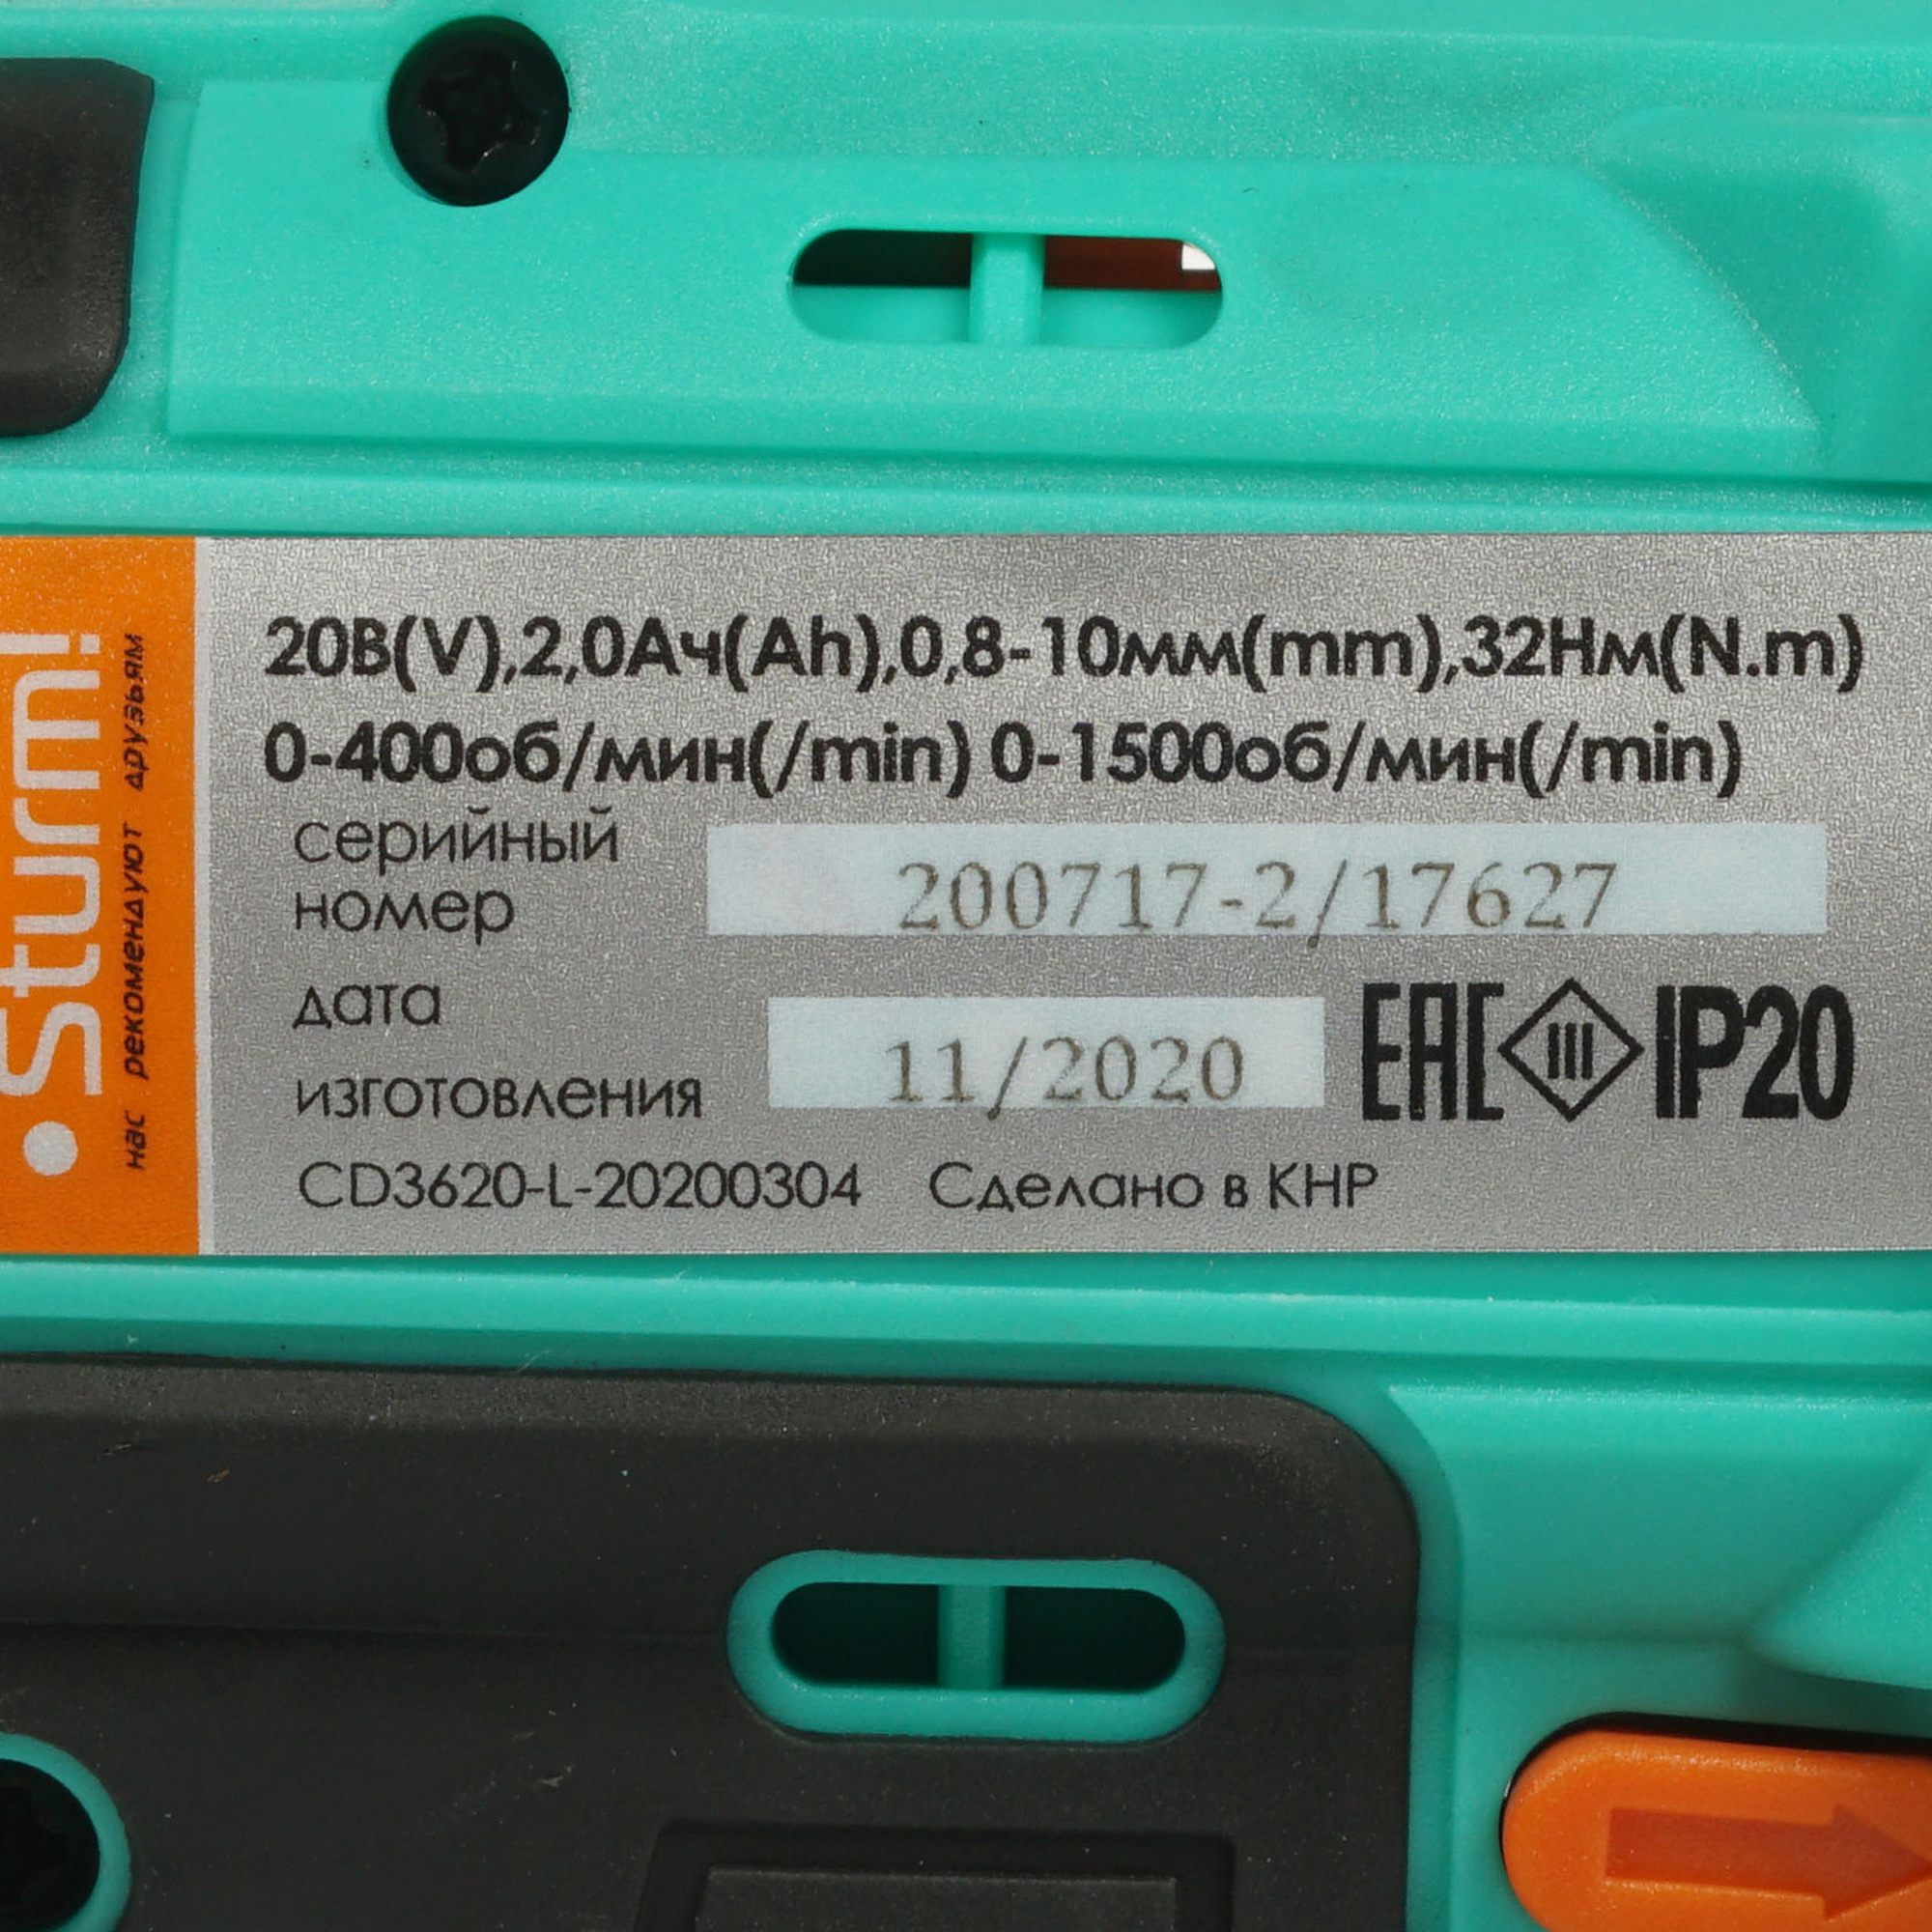 Sturm!
нас рекомендуют друзьям
20В(V),2,0Ач(Ah),0,8-10мм(mm),32Нм(N.m)
0-400об/мин(/min) 0-1500об/мин(/min)
серийный
номер
200717-2/17627
дата
изготовления
11/2020
EAC III IP20
CD3620-L-20200304 Сделано в КНР